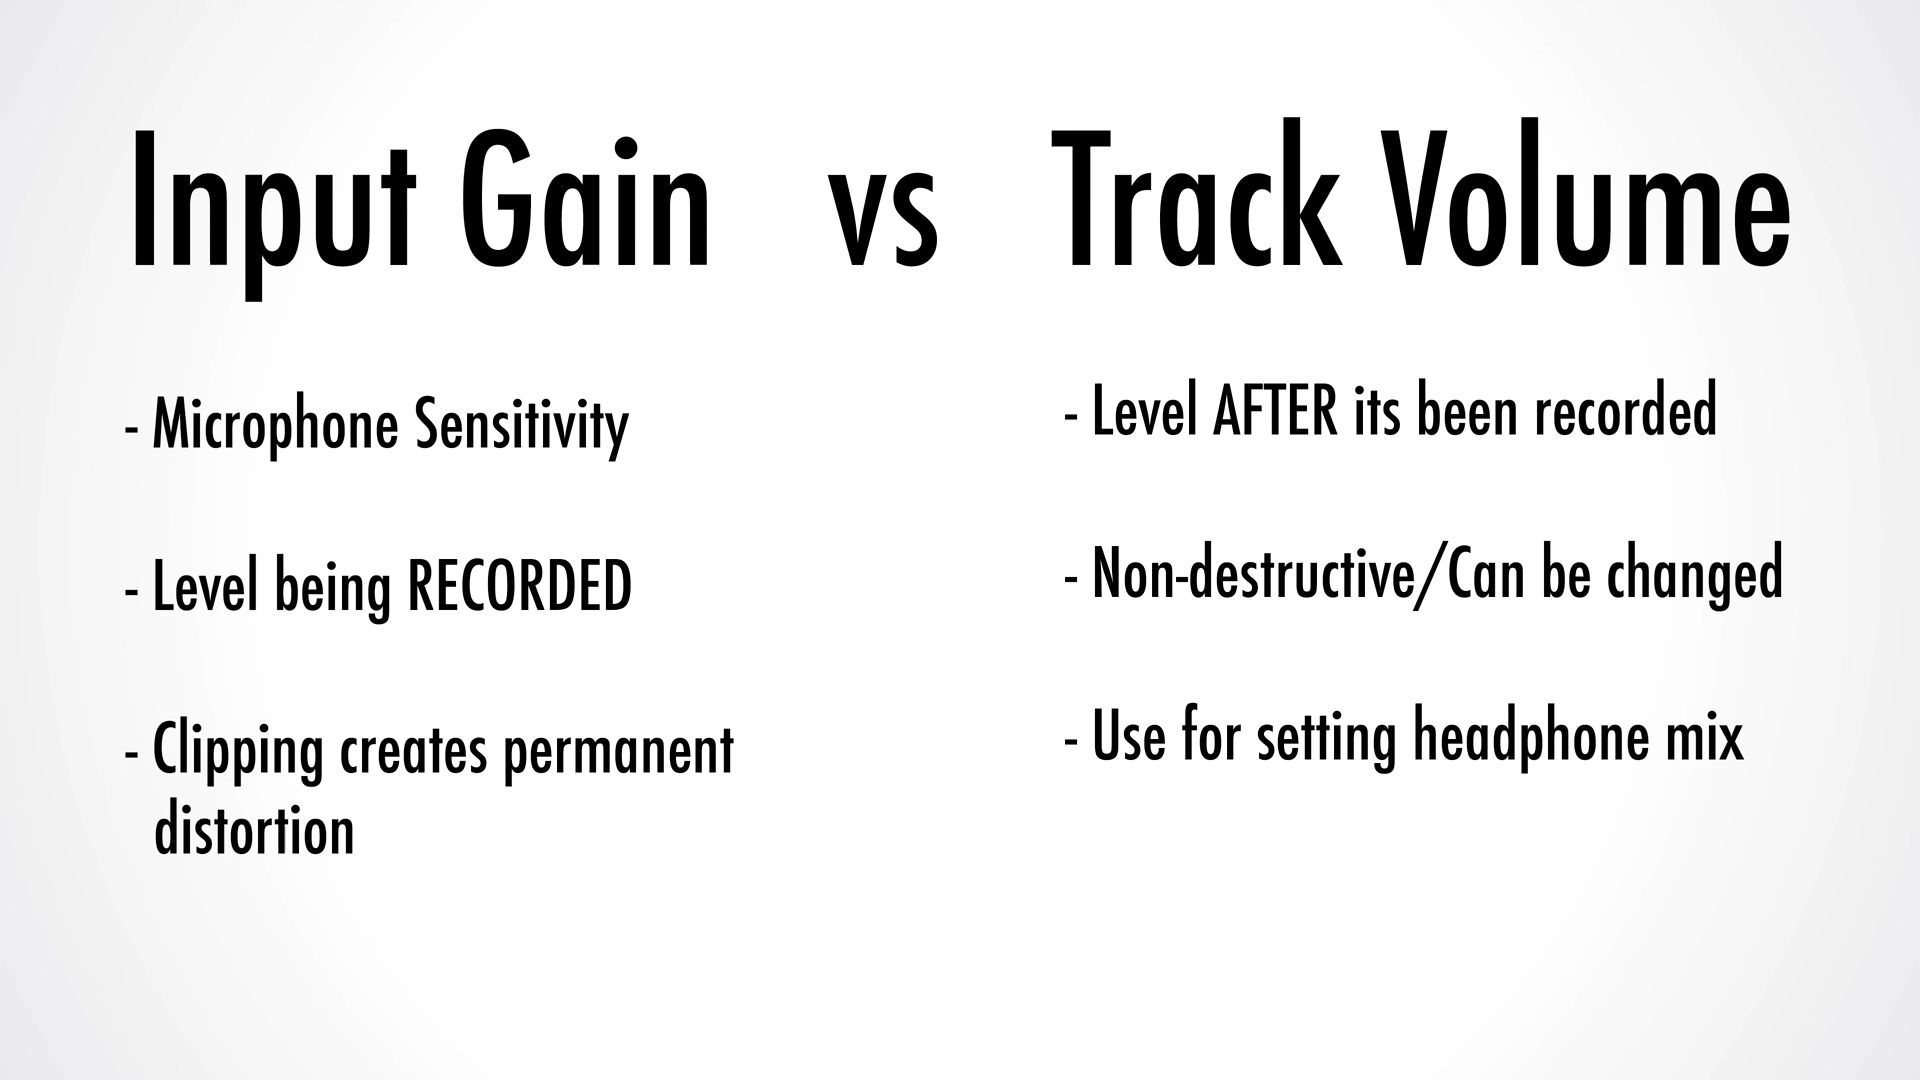 Input Gain vs Track Volume
- Microphone Sensitivity
- Level being RECORDED
- Clipping creates permanent
distortion
- Level AFTER its been recorded
- Non-destructive/Can be changed
- Use for setting headphone mix